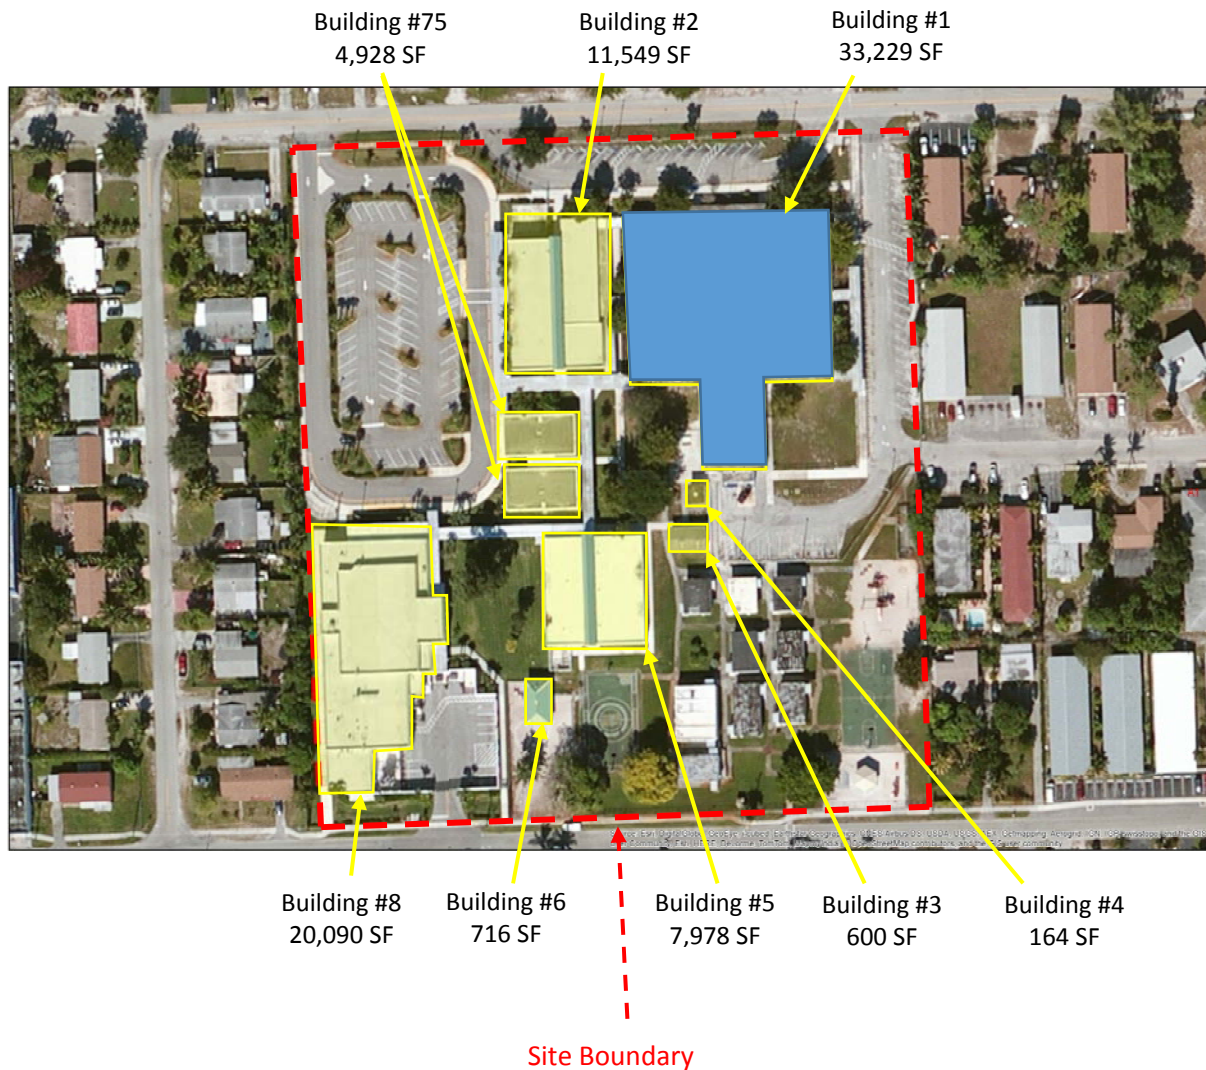 Building #75
4,928 SF
Building #2
11,549 SF
Building #1
33,229 SF
Building #8
20,090 SF
Building #6
716 SF
Building #5
7,978 SF
Building #3
600 SF
Building #4
164 SF
Site Boundary